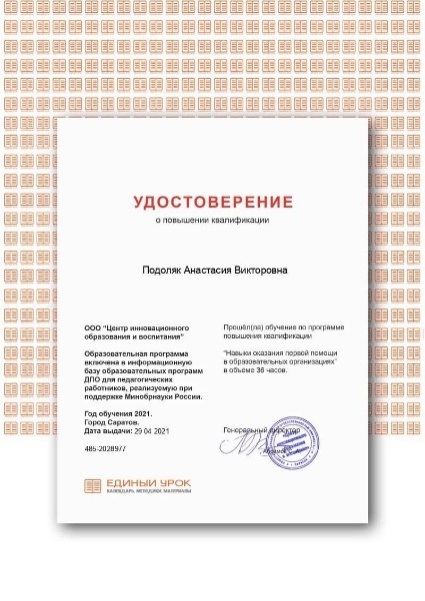 УДОСТОВЕРЕНИЕ
о повышении квалификации
Подоляк Анастасия Викторовна
ООО "Центр инновационного
образования и воспитания"
Образовательная программа
включена в информационную
базу образовательных программ
ДПО для педагогических
работников, реализуемую при
поддержке Минобрнауки России.
Год обучения 2021.
Город Саратов.
Дата выдачи: 29.04.2021
485-2028977
Прошёл(ла) обучение по программе
повышения квалификации
"Навыки оказания первой помощи
в образовательных организациях"
в объеме 36 часов.
Генеральный директор
ЕДИНЫЙ УРОК
КАЛЕНДАРЬ, МЕТОДИКИ, МАТЕРИАЛЫ